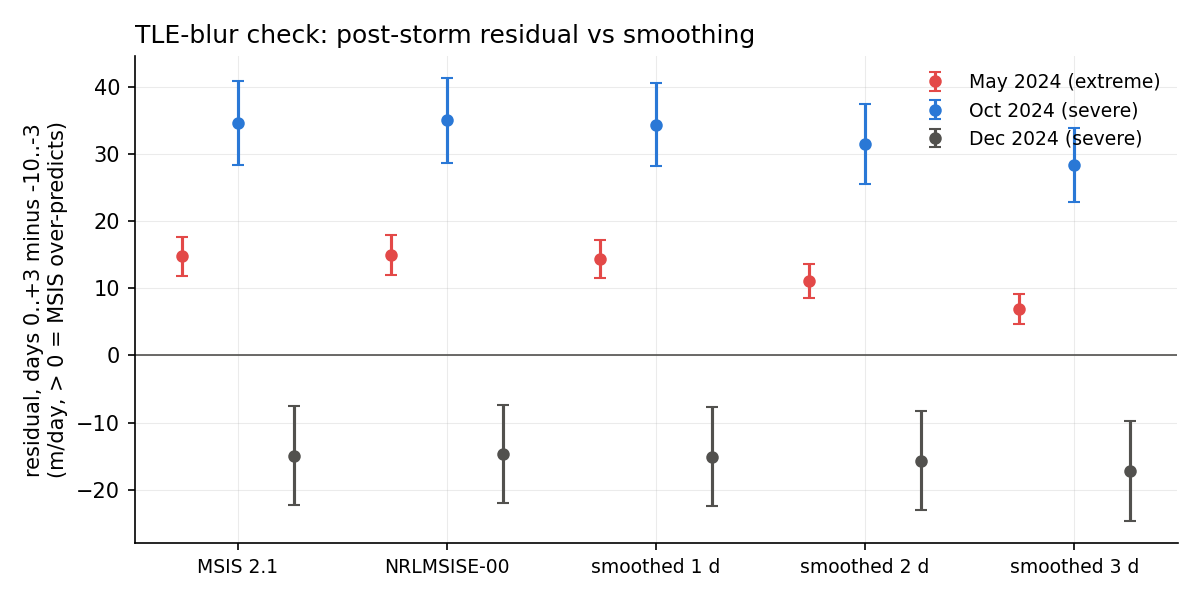 TLE-blur check: post-storm residual vs smoothing
residual, days 0..+3 minus -10..-3
(m/day, > 0 = MSIS over-predicts)
40
30
20
10
0
−10
−20
May 2024 (extreme)
Oct 2024 (severe)
Dec 2024 (severe)
MSIS 2.1
NRLMSISE-00
smoothed 1 d
smoothed 2 d
smoothed 3 d